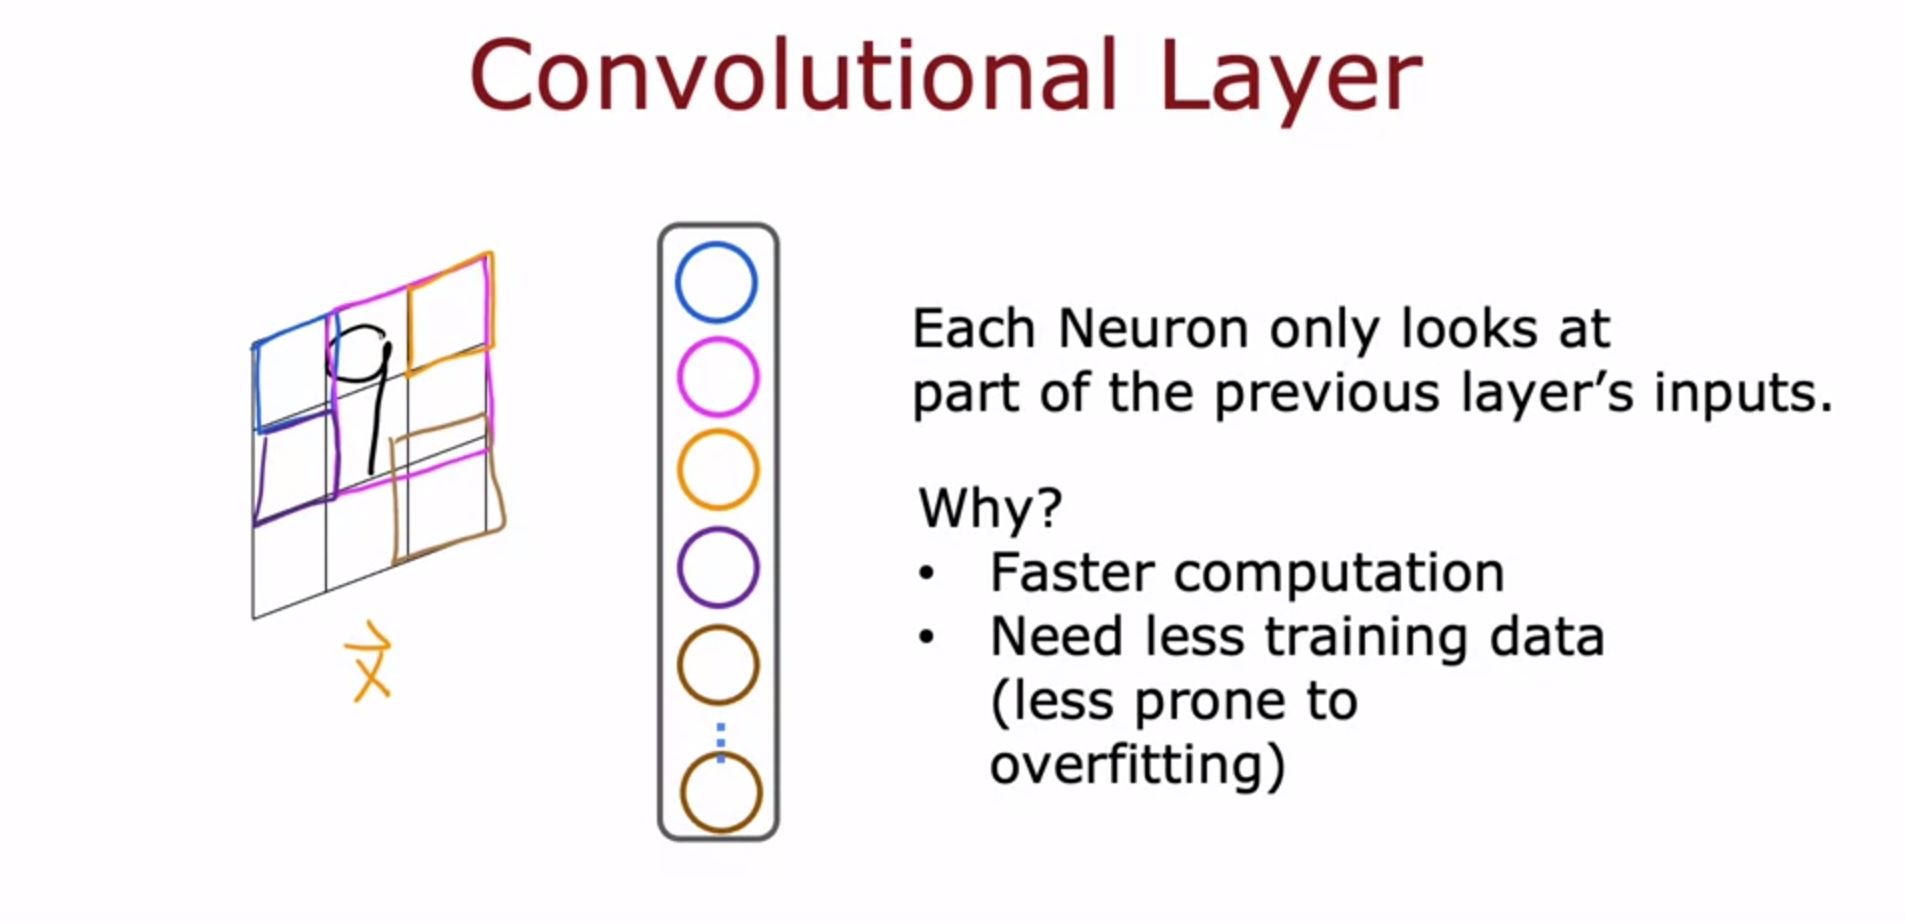 Convolutional Layer
9
Each Neuron only looks at
part of the previous layer’s inputs.
Why?
• Faster computation
• Need less training data
(less prone to
overfitting)